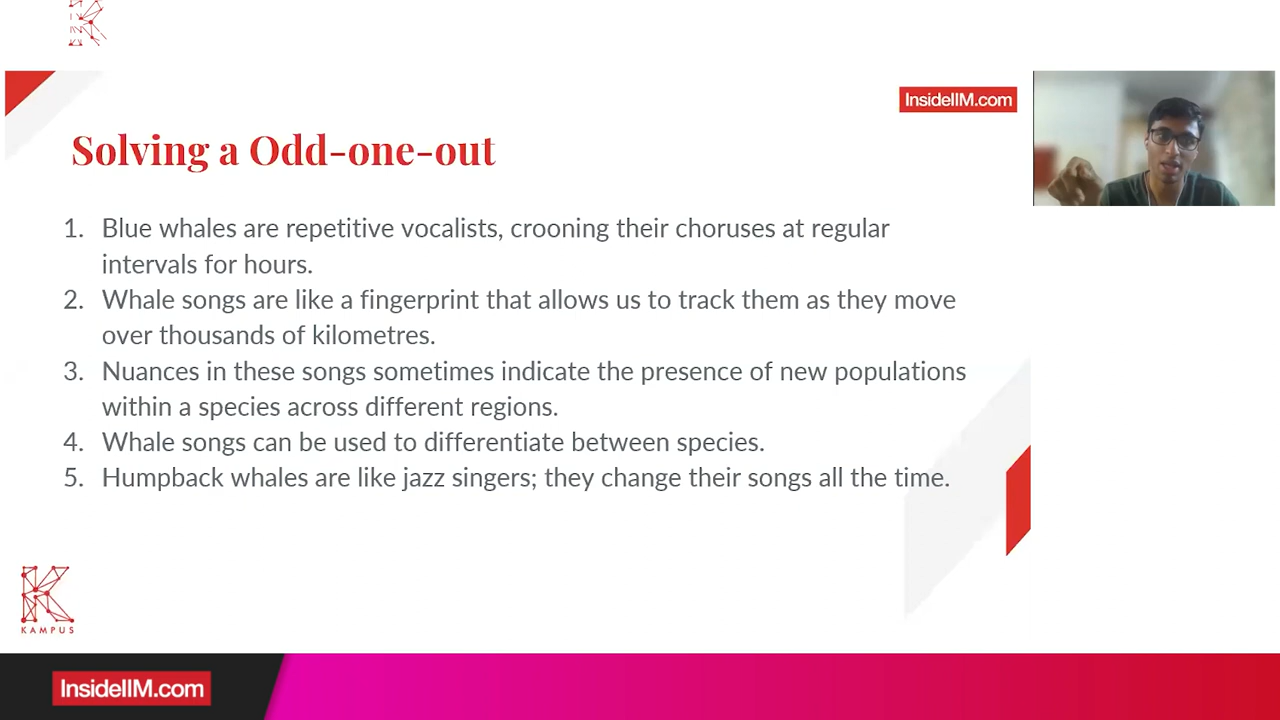 InsideIIM.com
Solving a Odd-one-out
1. Blue whales are repetitive vocalists, crooning their choruses at regular
intervals for hours.
2. Whale songs are like a fingerprint that allows us to track them as they move
over thousands of kilometres.
3. Nuances in these songs sometimes indicate the presence of new populations
within a species across different regions.
4. Whale songs can be used to differentiate between species.
5. Humpback whales are like jazz singers; they change their songs all the time.
KAMPUS
InsideIIM.com